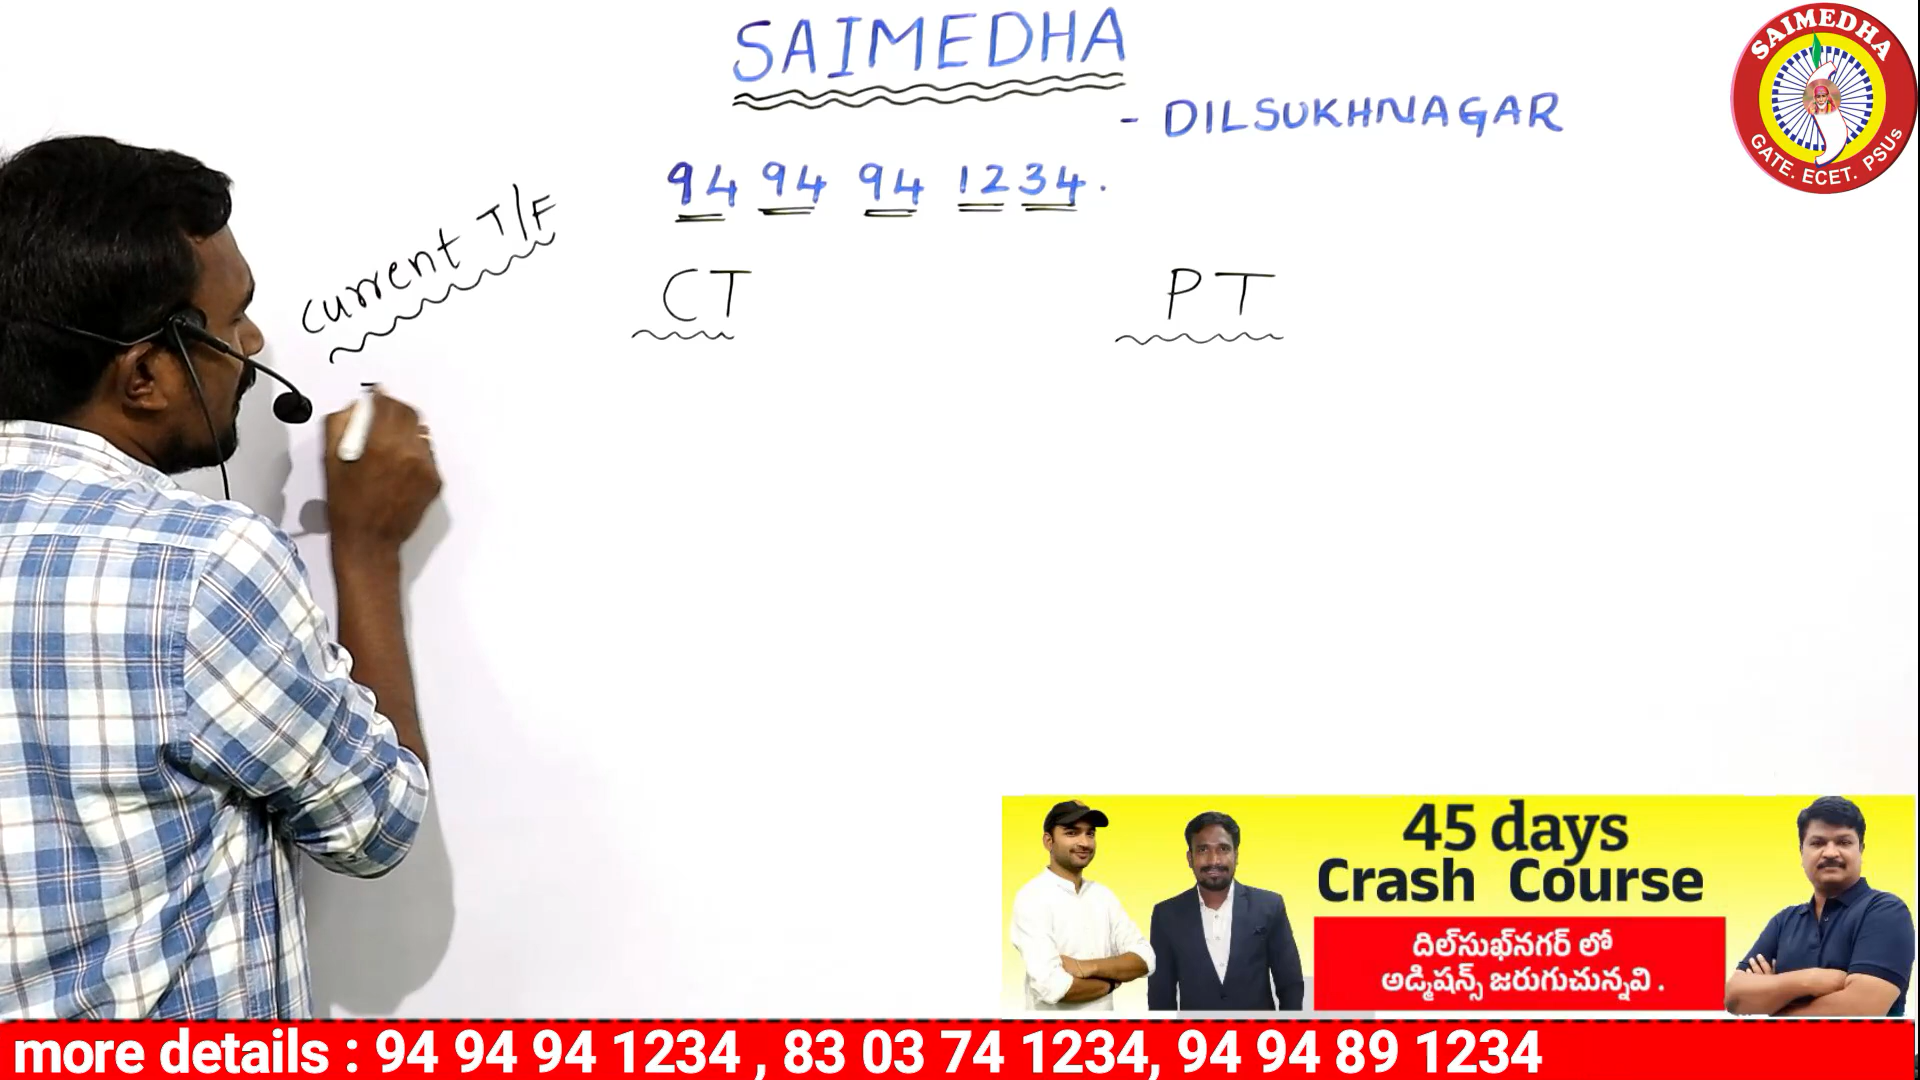 SAIMEDHA
- DILSUKHNAGAR
94 94 94 1234.
current T/F
CT
PT
SAIMEDHA
GATE. ECET. PSUs
45 days
Crash Course
దిల్‌సుఖ్‌నగర్ లో
అడ్మిషన్స్ జరుగుచున్నవి .
more details : 94 94 94 1234 , 83 03 74 1234, 94 94 89 1234